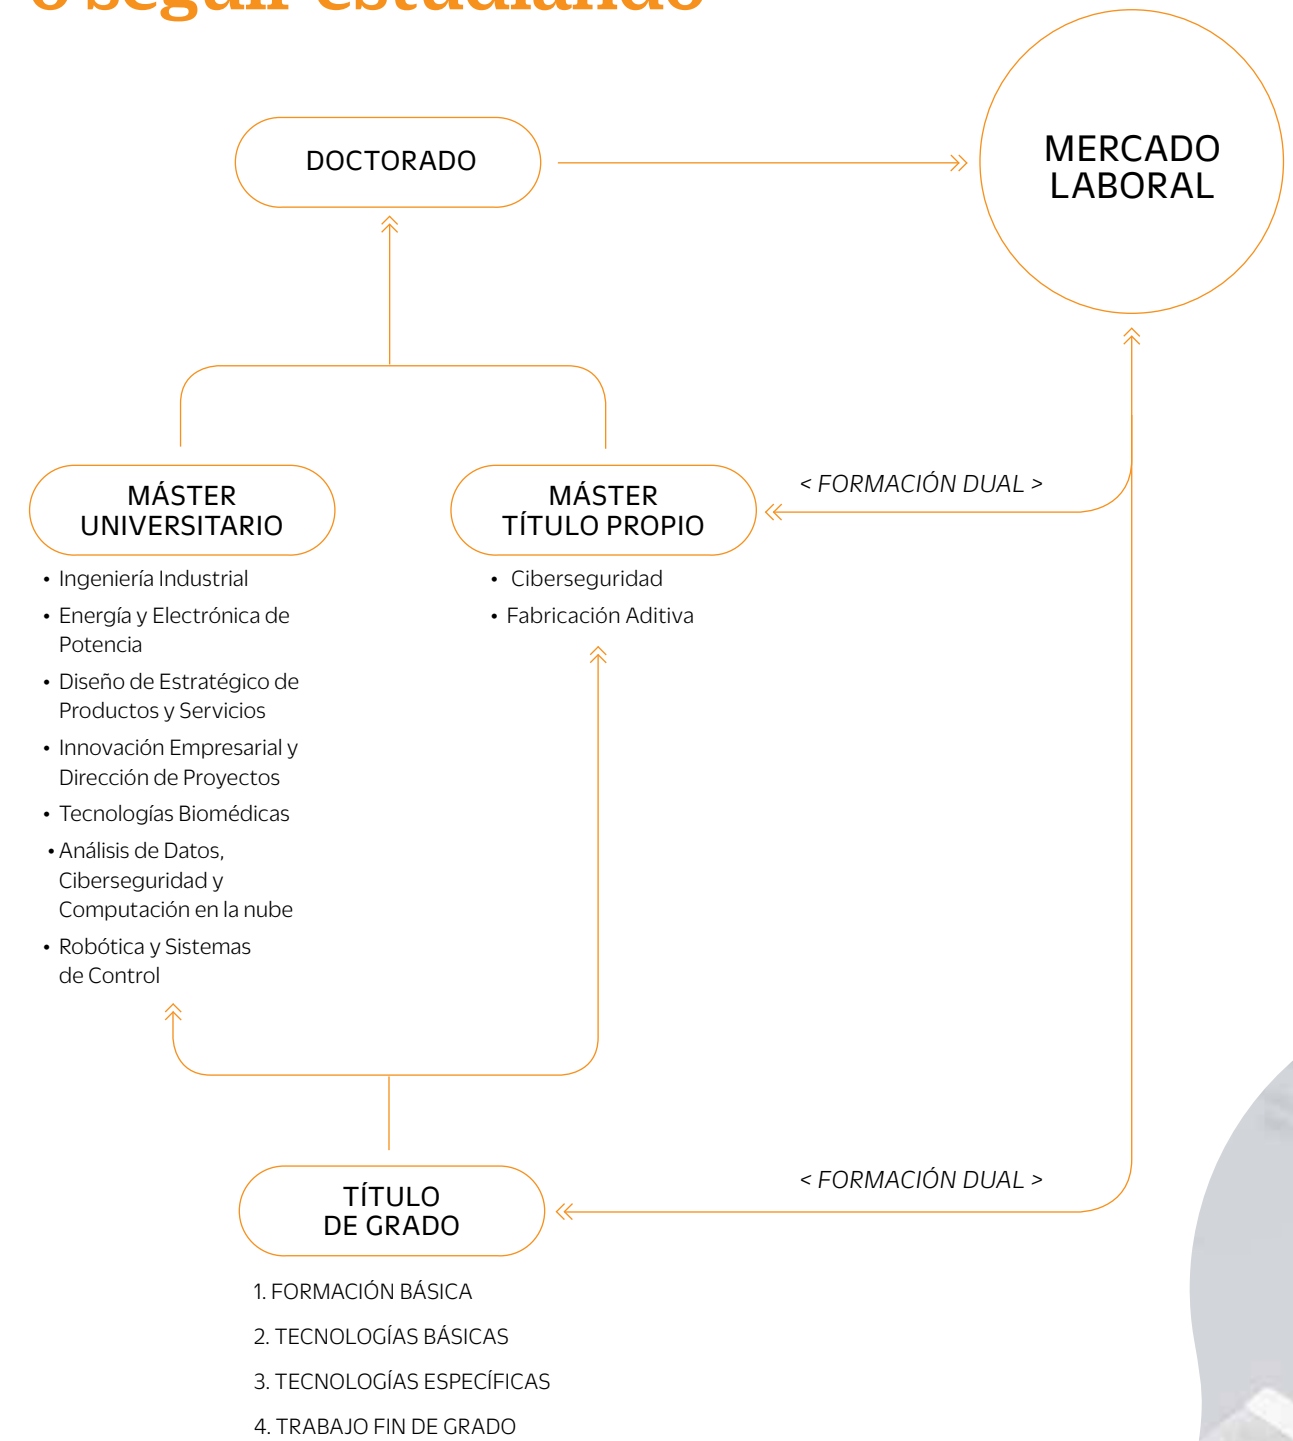 o seguir estudiando
DOCTORADO
MERCADO
LABORAL
MÁSTER
UNIVERSITARIO
• Ingeniería Industrial
• Energía y Electrónica de
Potencia
• Diseño de Estratégico de
Productos y Servicios
• Innovación Empresarial y
Dirección de Proyectos
• Tecnologías Biomédicas
• Análisis de Datos,
Ciberseguridad y
Computación en la nube
• Robótica y Sistemas
de Control
MÁSTER
TÍTULO PROPIO
• Ciberseguridad
• Fabricación Aditiva
< FORMACIÓN DUAL >
TÍTULO
DE GRADO
< FORMACIÓN DUAL >
1. FORMACIÓN BÁSICA
2. TECNOLOGÍAS BÁSICAS
3. TECNOLOGÍAS ESPECÍFICAS
4. TRABAJO FIN DE GRADO